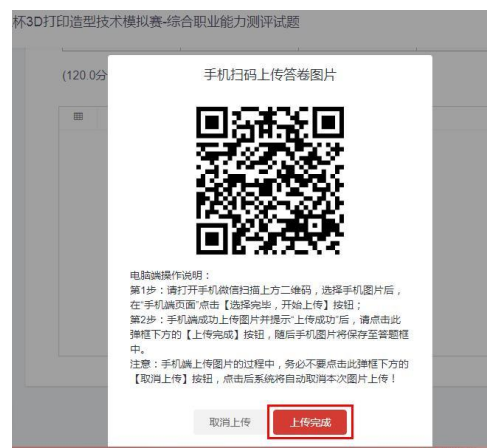 杯3D打印造型技术模拟赛-综合职业能力测评试题
(120.0分
手机扫码上传答卷图片
电脑端操作说明：
第1步：请打开手机微信扫描上方二维码，选择手机图片后，
在“手机端页面”点击【选择完毕，开始上传】按钮；
第2步：手机端成功上传图片并提示“上传成功”后，请点击此
弹框下方的【上传完成】按钮，随后手机图片将保存至答题框
中。
注意：手机端上传图片的过程中，务必不要点击此弹框下方的
【取消上传】按钮，点击后系统将自动取消本次图片上传！
取消上传
上传完成